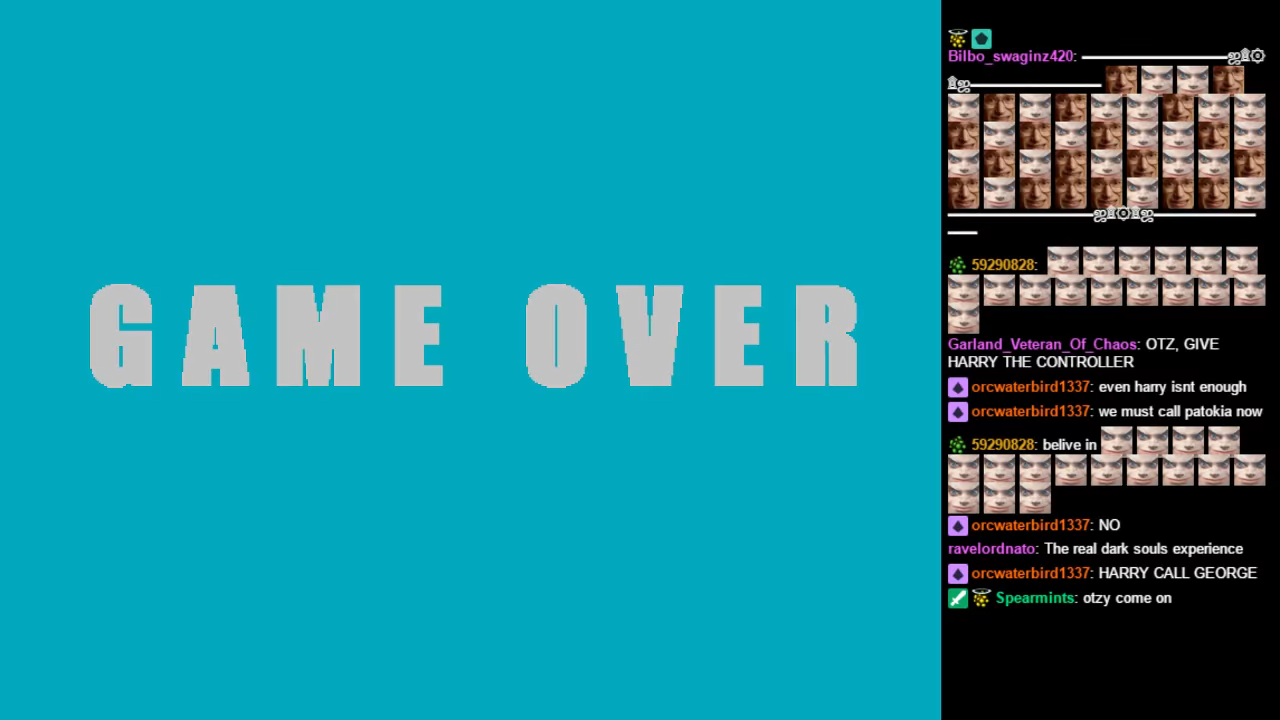 GAME OVER
Bilbo_swaginz420:
59290828:
Garland_Veteran_Of_Chaos: OTZ, GIVE
HARRY THE CONTROLLER
orcwaterbird1337: even harry isnt enough
orcwaterbird1337: we must call patokia now
59290828: belive in
orcwaterbird1337: NO
ravelordnato: The real dark souls experience
orcwaterbird1337: HARRY CALL GEORGE
Spearmints: otzy come on